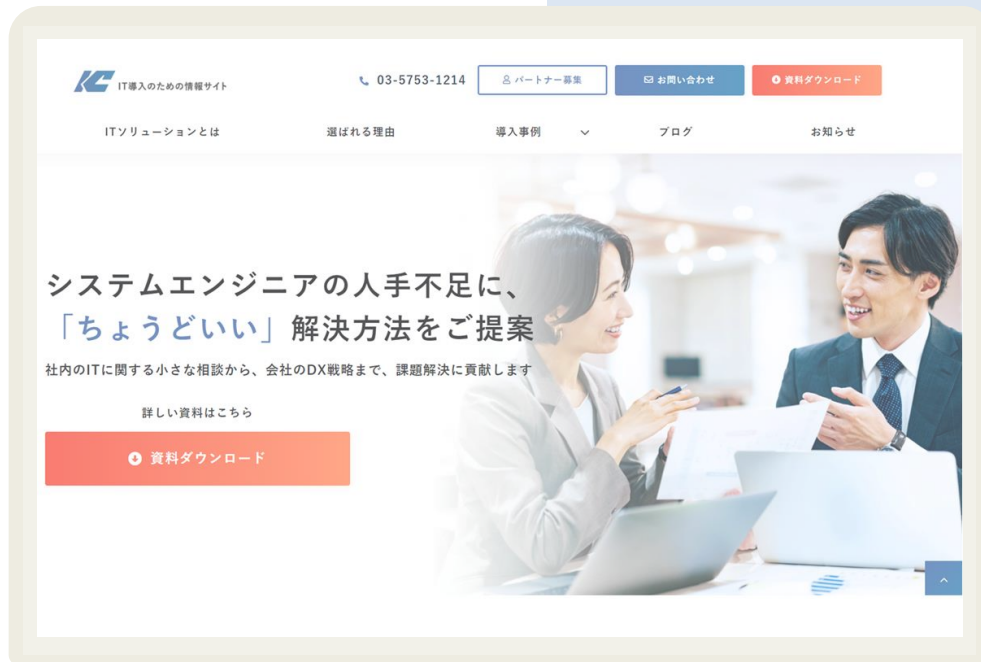 KC IT導入のための情報サイト
03-5753-1214
パートナー募集
お問い合わせ
資料ダウンロード
ITソリューションとは
選ばれる理由
導入事例
ブログ
お知らせ
システムエンジニアの人手不足に、
「ちょうどいい」解決方法をご提案
社内のITに関する小さな相談から、会社のDX戦略まで、課題解決に貢献します
詳しい資料はこちら
資料ダウンロード